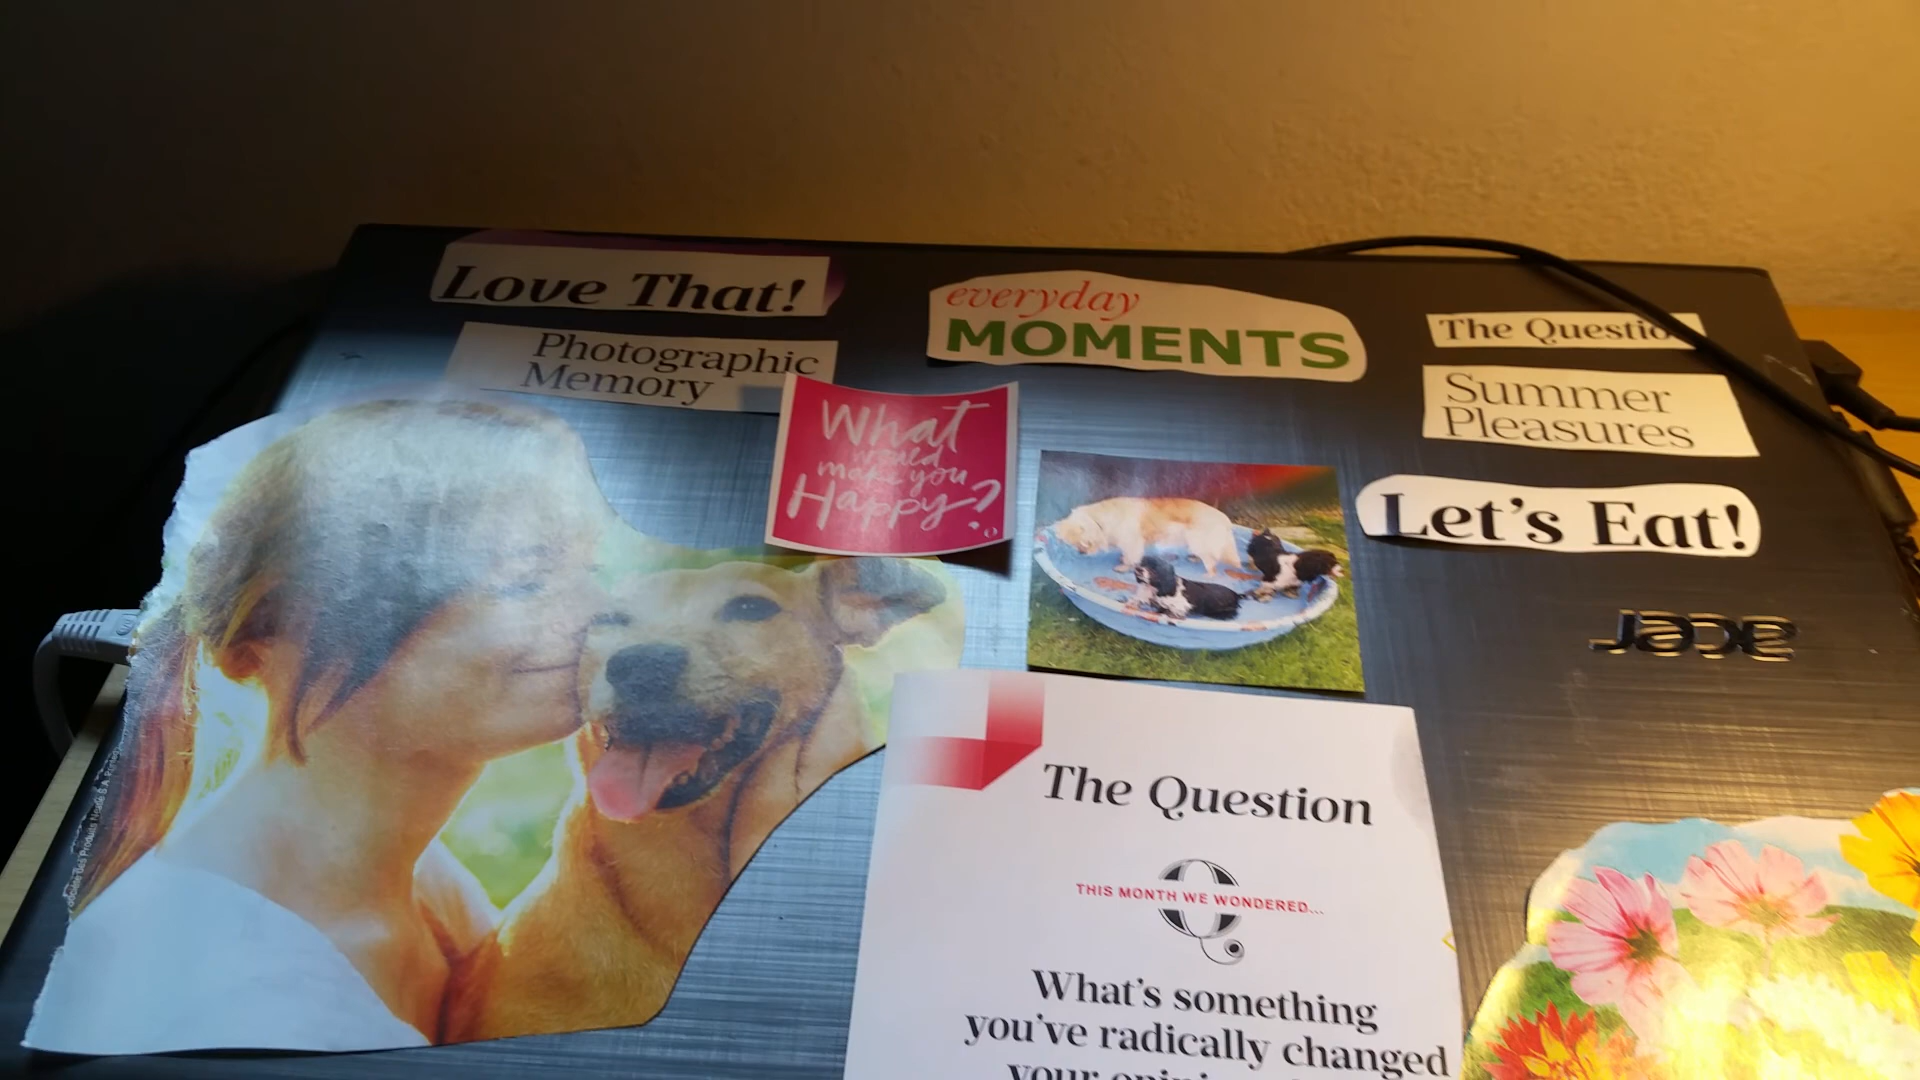 Love That!
Photographic
Memory
everyday
MOMENTS
The Questio
Summer
Pleasures
What
would
make you
Happy?
Let's Eat!
acer
The Question
THIS MONTH WE WONDERED...
What's something
you've radically changed
your